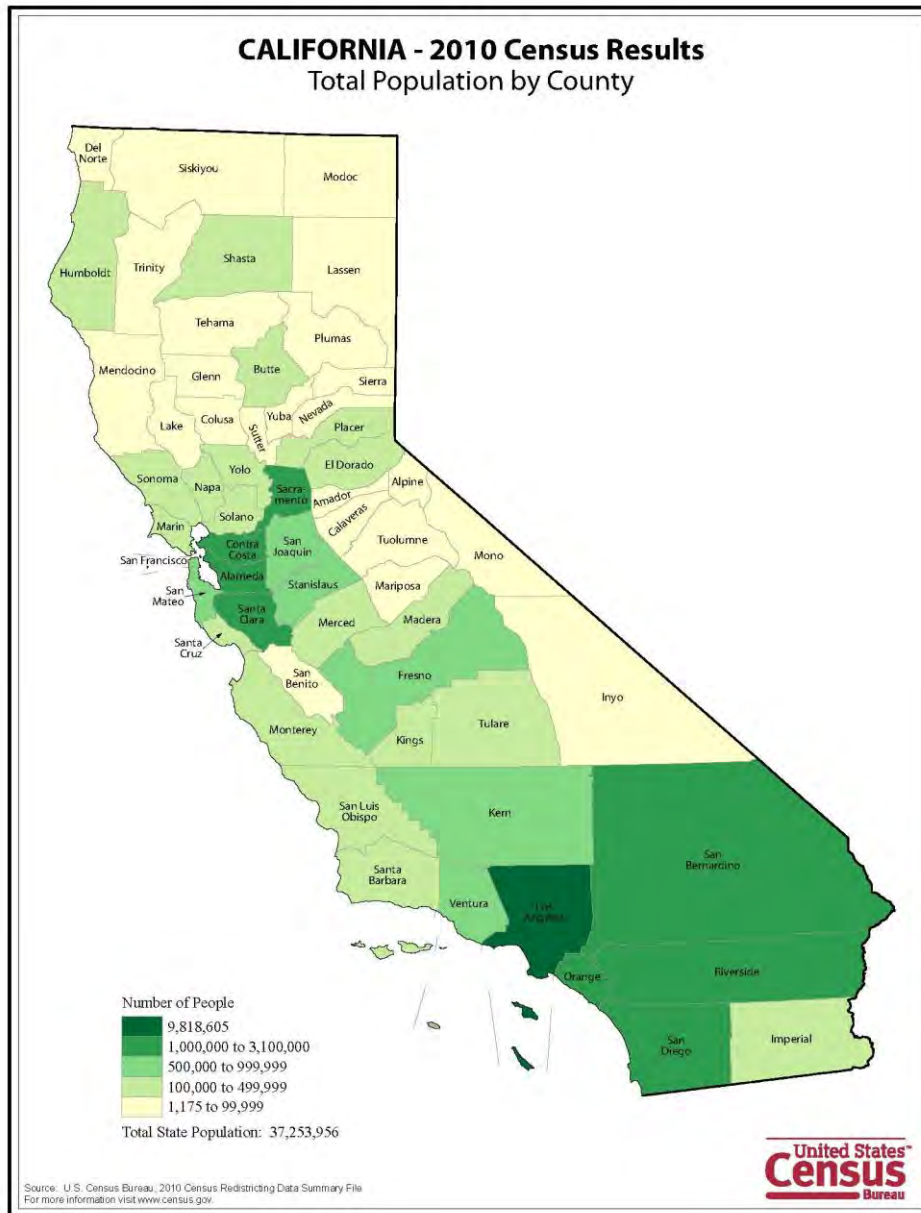 CALIFORNIA - 2010 Census Results
Total Population by County
Del
Norte
Siskiyou
Modoc
Humboldt
Trinity
Shasta
Lassen
Tehama
Plumas
Mendocino
Glenn
Butte
Sierra
Lake
Colusa
Sutter
Yuba
Nevada
Placer
Sonoma
Napa
Yolo
El Dorado
Sacra-
mento
Amador
Alpine
Solano
Calaveras
Marin
Contra
Costa
San
Joaquin
Tuolumne
Mono
San Francisco
Alameda
Stanislaus
Mariposa
San
Mateo
Santa
Clara
Merced
Madera
Santa
Cruz
San
Benito
Fresno
Inyo
Monterey
Kings
Tulare
San Luis
Obispo
Kern
San
Bernardino
Santa
Barbara
Ventura
Los
Angeles
Orange
Riverside
San
Diego
Imperial
Number of People
9,818,605
1,000,000 to 3,100,000
500,000 to 999,999
100,000 to 499,999
1,175 to 99,999
Total State Population: 37,253,956
Source: U.S. Census Bureau, 2010 Census Redistricting Data Summary File
For more information visit www.census.gov.
United States™
Census
Bureau